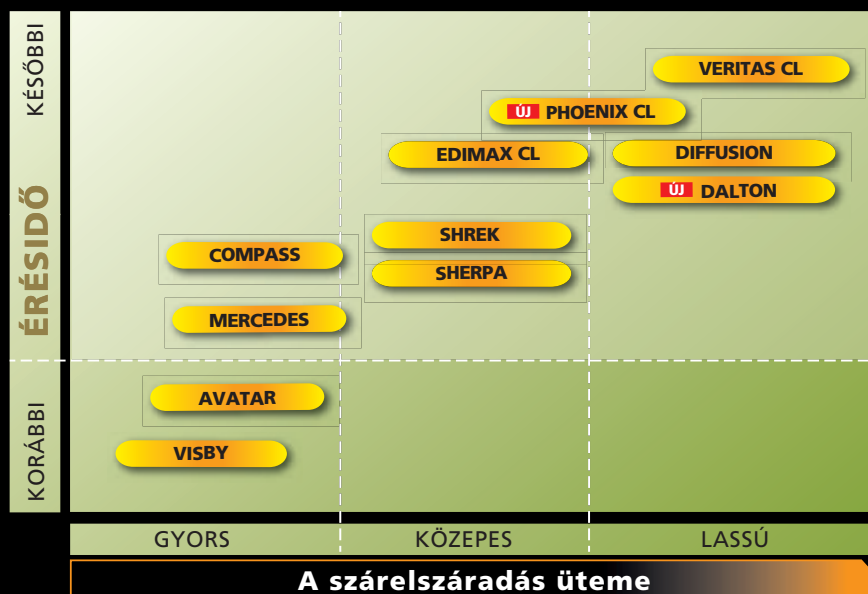 KÉSŐBBI
ÉRÉSIDŐ
KORÁBBI
VERITAS CL
ÚJ PHOENIX CL
EDIMAX CL
DIFFUSION
ÚJ DALTON
SHREK
COMPASS
SHERPA
MERCEDES
AVATAR
VISBY
GYORS
KÖZEPES
LASSÚ
A szárelszáradás üteme